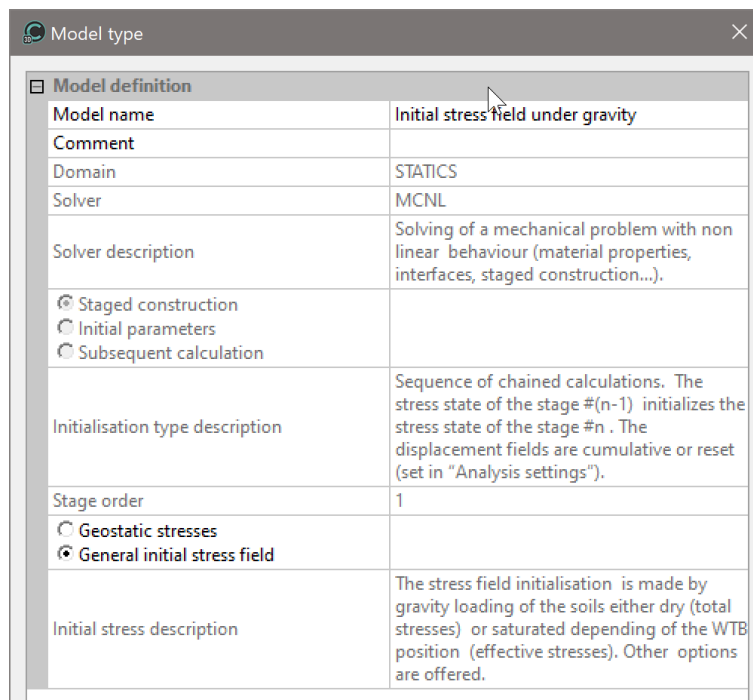 Model type
Model definition
Model name
Initial stress field under gravity
Comment
Domain
STATICS
Solver
MCNL
Solver description
Solving of a mechanical problem with non
linear behaviour (material properties,
interfaces, staged construction...).
Staged construction
Initial parameters
Subsequent calculation
Initialisation type description
Sequence of chained calculations. The
stress state of the stage #(n-1) initializes the
stress state of the stage #n . The
displacement fields are cumulative or reset
(set in “Analysis settings”).
Stage order
1
Geostatic stresses
General initial stress field
Initial stress description
The stress field initialisation is made by
gravity loading of the soils either dry (total
stresses) or saturated depending of the WTB
position (effective stresses). Other options
are offered.